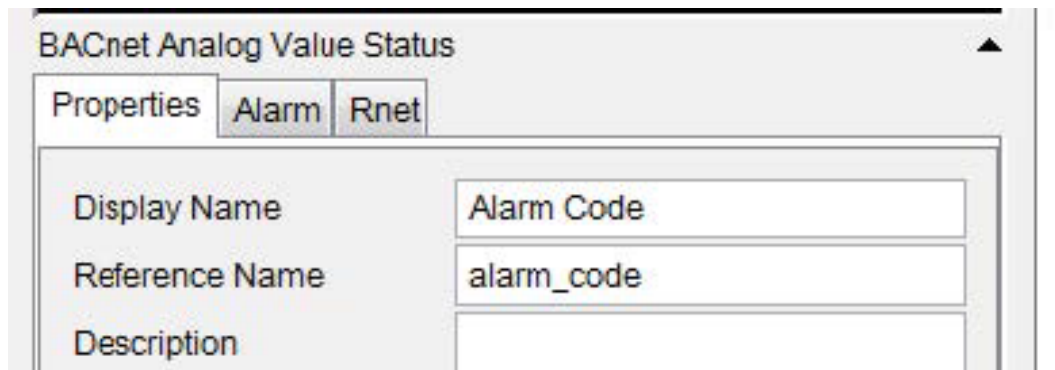 BACnet Analog Value Status
Properties Alarm Rnet
Display Name Alarm Code
Reference Name alarm_code
Description